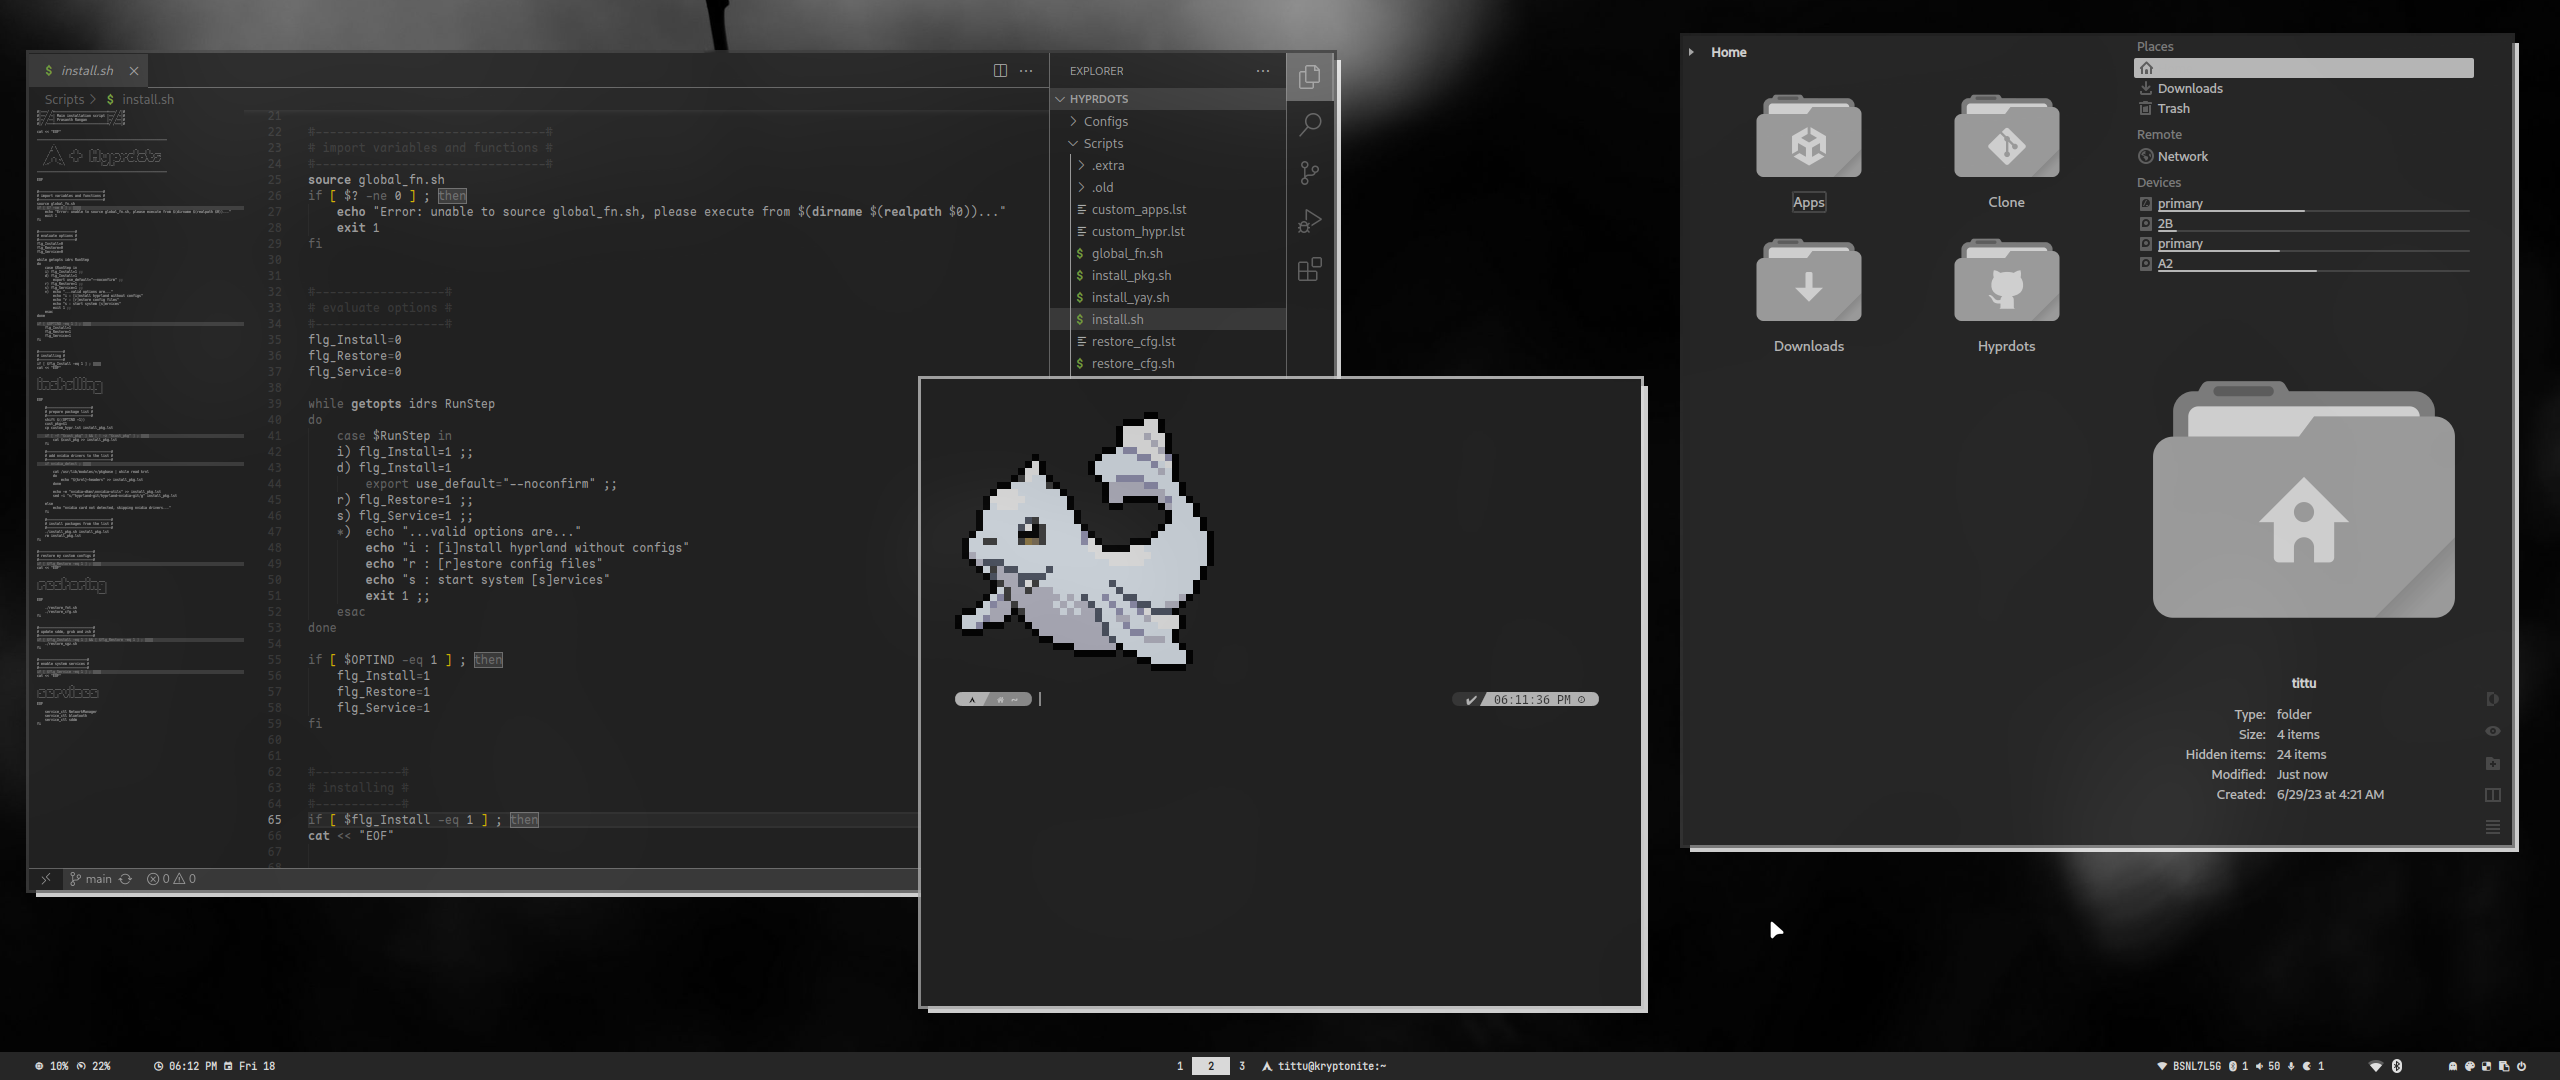 install.sh
Scripts > $ install.sh
21
22 #--------------------------------#
23 # import variables and functions #
24 #--------------------------------#
25 source global_fn.sh
26 if [ $? -ne 0 ] ; then
27 echo "Error: unable to source global_fn.sh, please execute from $(dirname $(realpath $0))..."
28 exit 1
29 fi
30
31
32 #------------------#
33 # evaluate options #
34 #------------------#
35 flg_Install=0
36 flg_Restore=0
37 flg_Service=0
38
39 while getopts idrs RunStep
40 do
41 case $RunStep in
42 i) flg_Install=1 ;;
43 d) flg_Install=1
44 export use_default="--noconfirm" ;;
45 r) flg_Restore=1 ;;
46 s) flg_Service=1 ;;
47 *) echo "...valid options are..."
48 echo "i : [i]nstall hyprland without configs"
49 echo "r : [r]estore config files"
50 echo "s : start system [s]ervices"
51 exit 1 ;;
52 esac
53 done
54
55 if [ $OPTIND -eq 1 ] ; then
56 flg_Install=1
57 flg_Restore=1
58 flg_Service=1
59 fi
60
61
62 #------------#
63 # installing #
64 #------------#
65 if [ $flg_Install -eq 1 ] ; then
66 cat << "EOF"
67
68
main 0 0
EXPLORER
HYPRDOTS
Configs
Scripts
.extra
.old
custom_apps.lst
custom_hypr.lst
global_fn.sh
install_pkg.sh
install_yay.sh
install.sh
restore_cfg.lst
restore_cfg.sh
06:11:36 PM
Home
Apps
Clone
Downloads
Hyprdots
Places
Downloads
Trash
Remote
Network
Devices
primary
2B
primary
A2
tittu
Type: folder
Size: 4 items
Hidden items: 24 items
Modified: Just now
Created: 6/29/23 at 4:21 AM
10% 22% 06:12 PM Fri 18
1 2 3 tittu@kryptonite:~
BSNL7L5G 1 50 1